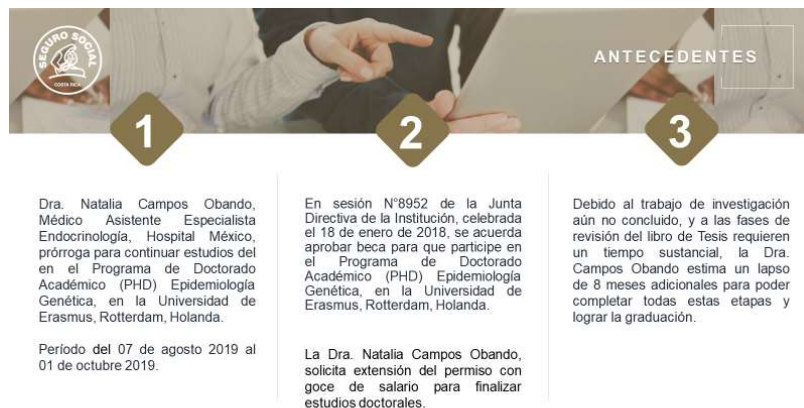 SEGURO SOCIAL
COSTA RICA
ANTECEDENTES
1
Dra. Natalia Campos Obando,
Médico Asistente Especialista
Endocrinología, Hospital México,
prórroga para continuar estudios del
en el Programa de Doctorado
Académico (PHD) Epidemiología
Genética, en la Universidad de
Erasmus, Rotterdam, Holanda.
Período del 07 de agosto 2019 al
01 de octubre 2019.
2
En sesión N°8952 de la Junta
Directiva de la Institución, celebrada
el 18 de enero de 2018, se acuerda
aprobar beca para que participe en
el Programa de Doctorado
Académico (PHD) Epidemiología
Genética, en la Universidad de
Erasmus, Rotterdam, Holanda.
La Dra. Natalia Campos Obando,
solicita extensión del permiso con
goce de salario para finalizar
estudios doctorales.
3
Debido al trabajo de investigación
aún no concluido, y a las fases de
revisión del libro de Tesis requieren
un tiempo sustancial, la Dra.
Campos Obando estima un lapso
de 8 meses adicionales para poder
completar todas estas etapas y
lograr la graduación.